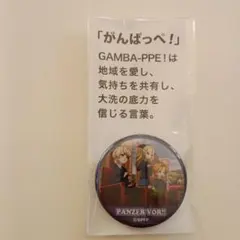 「がんばっぺ！」
GAMBA-PPE！は
地域を愛し、
気持ちを共有し、
大洗の底力を
信じる言葉。
PANZER VOR!!